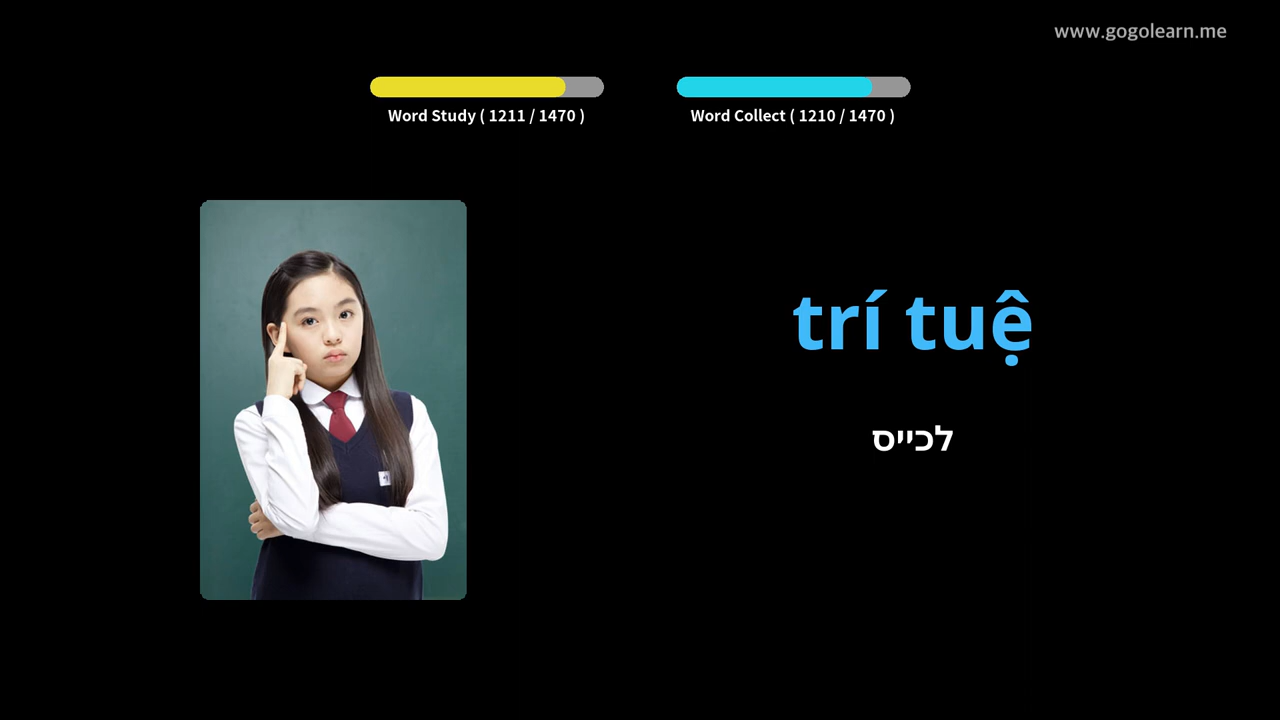 www.gogolearn.me
Word Study ( 1211 / 1470 )
Word Collect ( 1210 / 1470 )
trí tuệ
לכייס